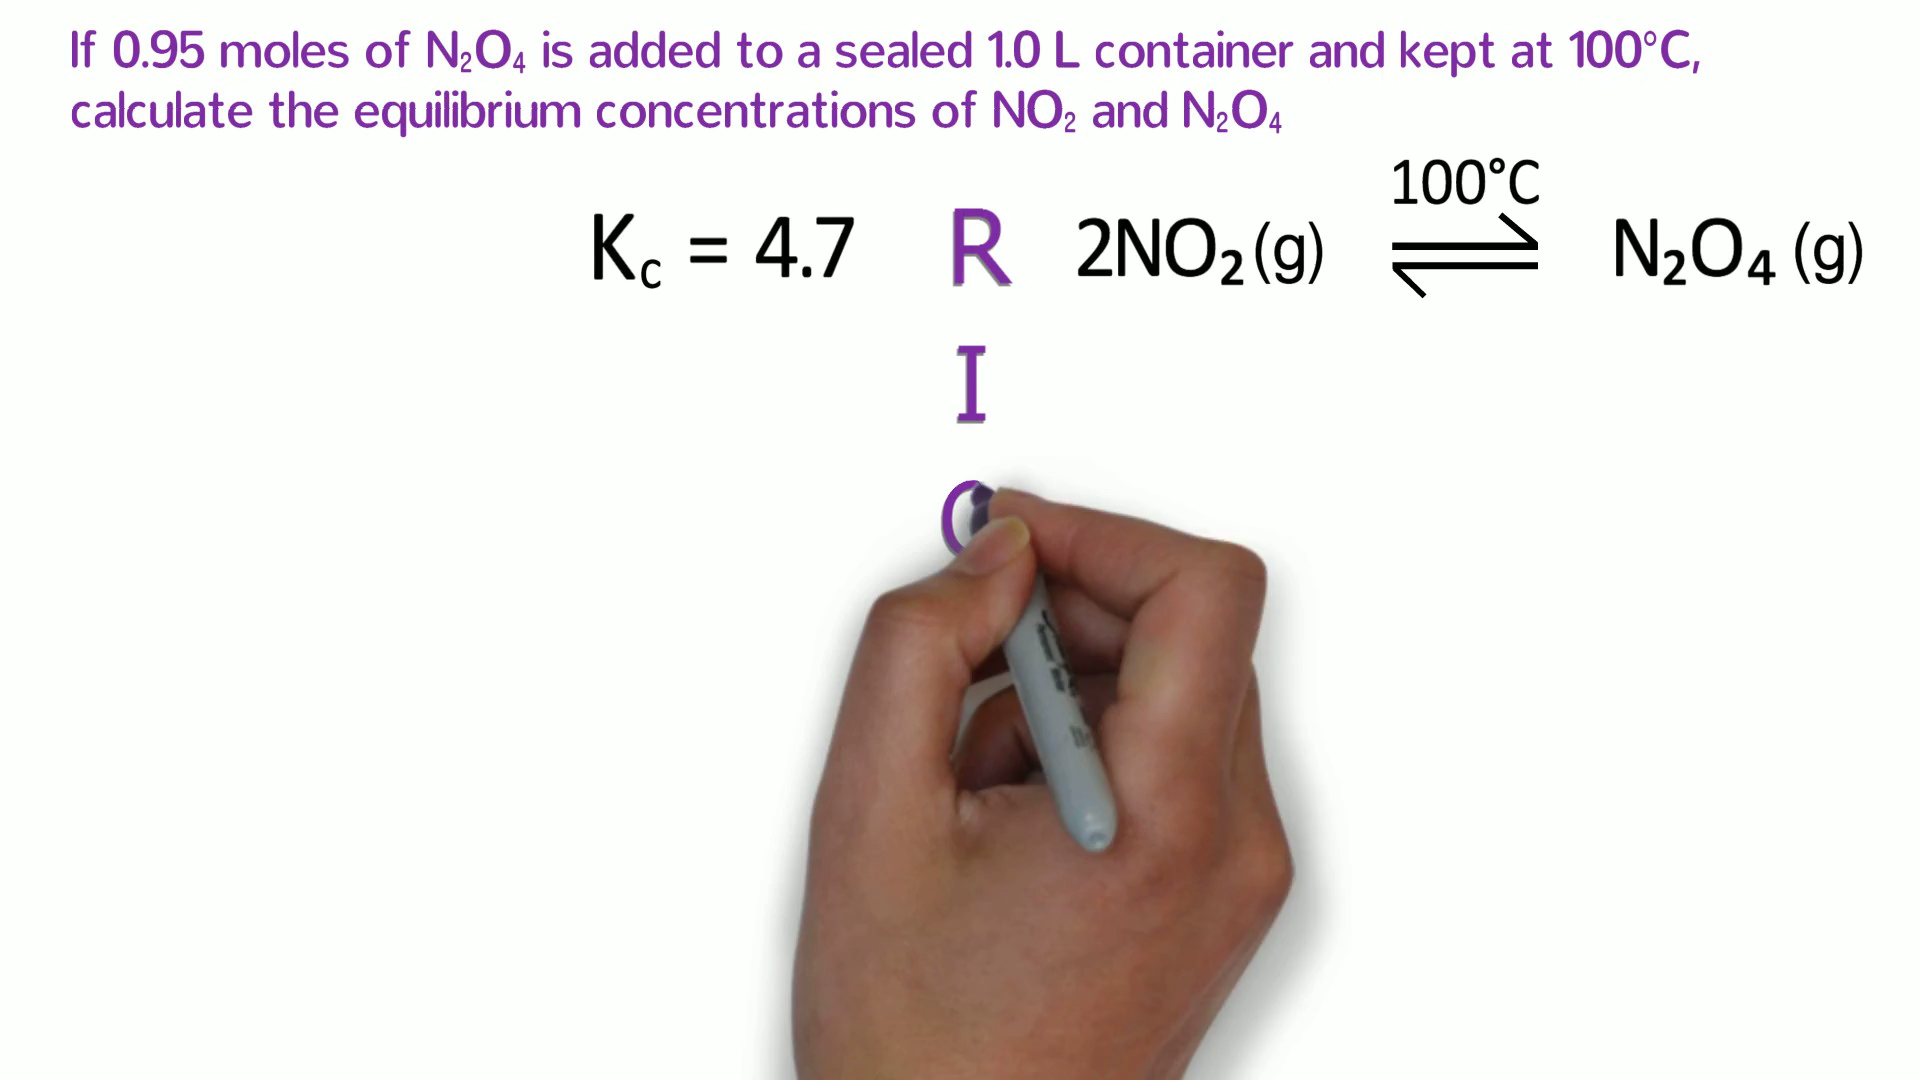 If 0.95 moles of N₂O₄ is added to a sealed 1.0 L container and kept at 100°C,
calculate the equilibrium concentrations of NO₂ and N₂O₄
100°C
K꜀ = 4.7 R 2NO₂(g) ⇌ N₂O₄ (g)
I
C